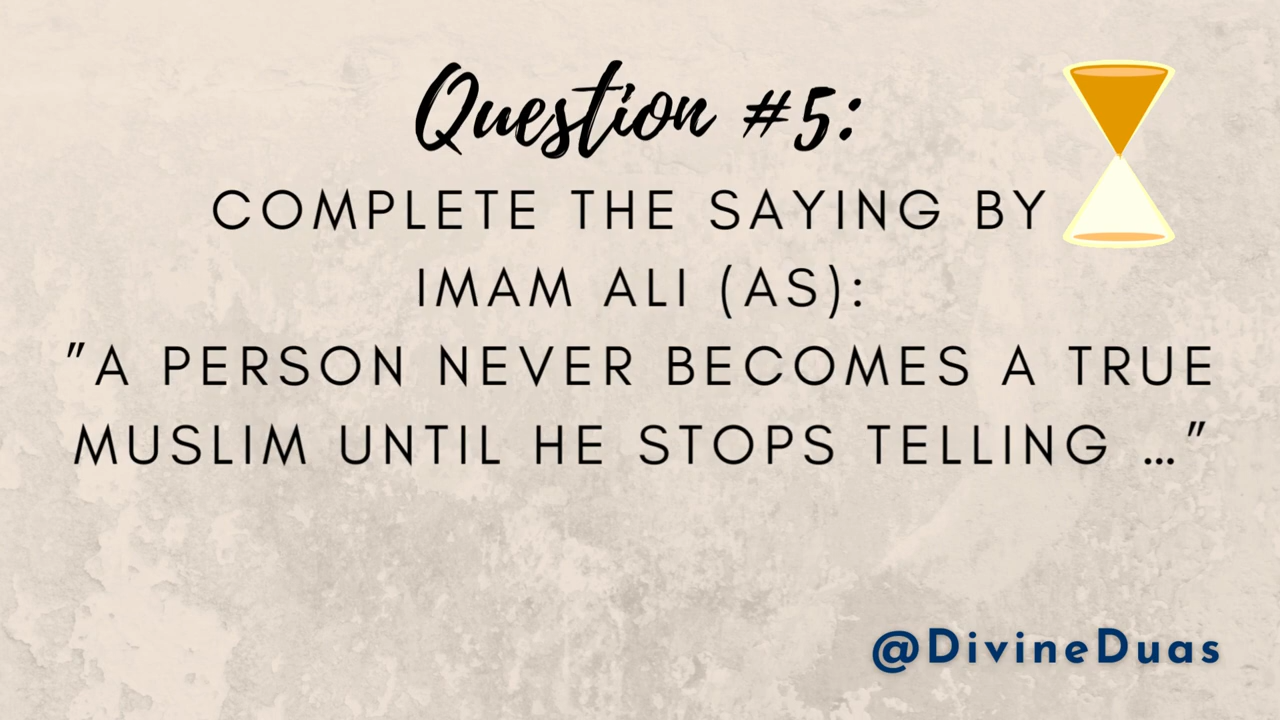 Question #5:
COMPLETE THE SAYING BY
IMAM ALI (AS):
"A PERSON NEVER BECOMES A TRUE
MUSLIM UNTIL HE STOPS TELLING ..."
@DivineDuas